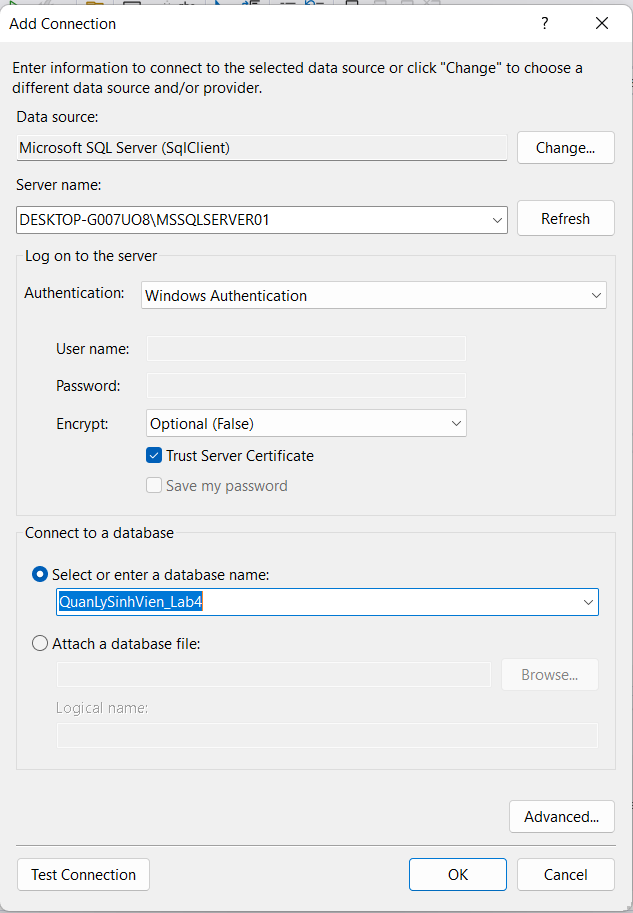 Add Connection
?
Enter information to connect to the selected data source or click "Change" to choose a
different data source and/or provider.
Data source:
Microsoft SQL Server (SqlClient)
Change...
Server name:
DESKTOP-G007UO8\MSSQLSERVER01
Refresh
Log on to the server
Authentication:
Windows Authentication
User name:
Password:
Encrypt:
Optional (False)
Trust Server Certificate
Save my password
Connect to a database
Select or enter a database name:
QuanLySinhVien_Lab4
Attach a database file:
Browse...
Logical name:
Advanced...
Test Connection
OK
Cancel